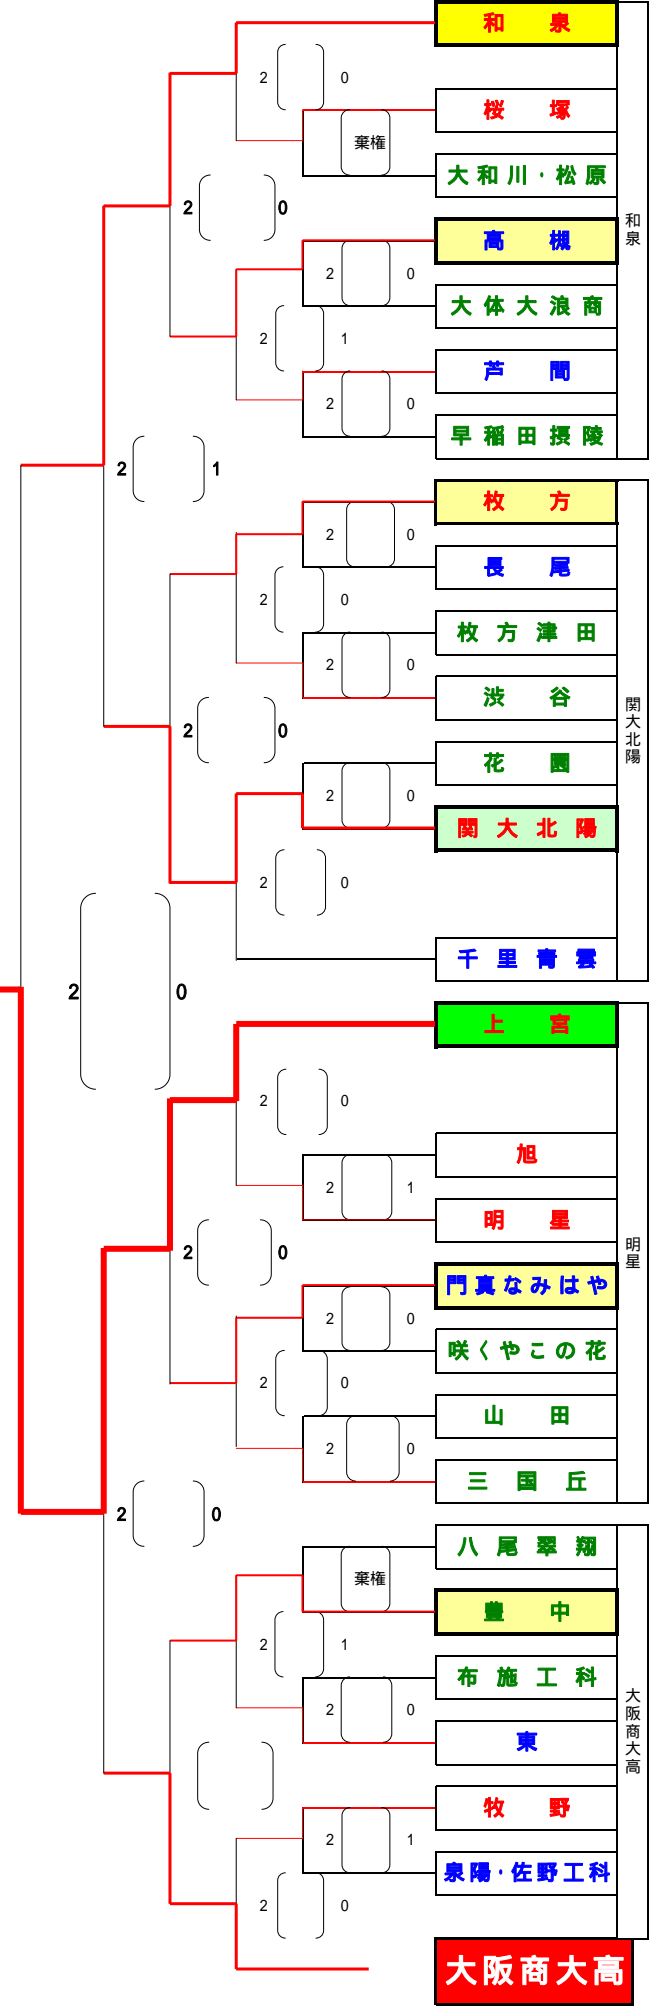 和泉
2 0
桜塚
棄権
大和川・松原
2 0
高槻
和泉
2 0
大体大浪商
2 1
芦間
2 0
早稲田摂陵
2 1
枚方
2 0
長尾
2 0
枚方津田
2 0
渋谷
関大北陽
2 0
花園
2 0
関大北陽
2 0
千里青雲
2 0
上宮
2 0
旭
2 1
明星
明星
2 0
門真なみはや
2 0
咲くやこの花
2 0
山田
2 0
三国丘
2 0
八尾翠翔
棄権
豊中
2 1
布施工科
2 0
大阪商大高
東
牧野
2 1
泉陽・佐野工科
2 0
大阪商大高